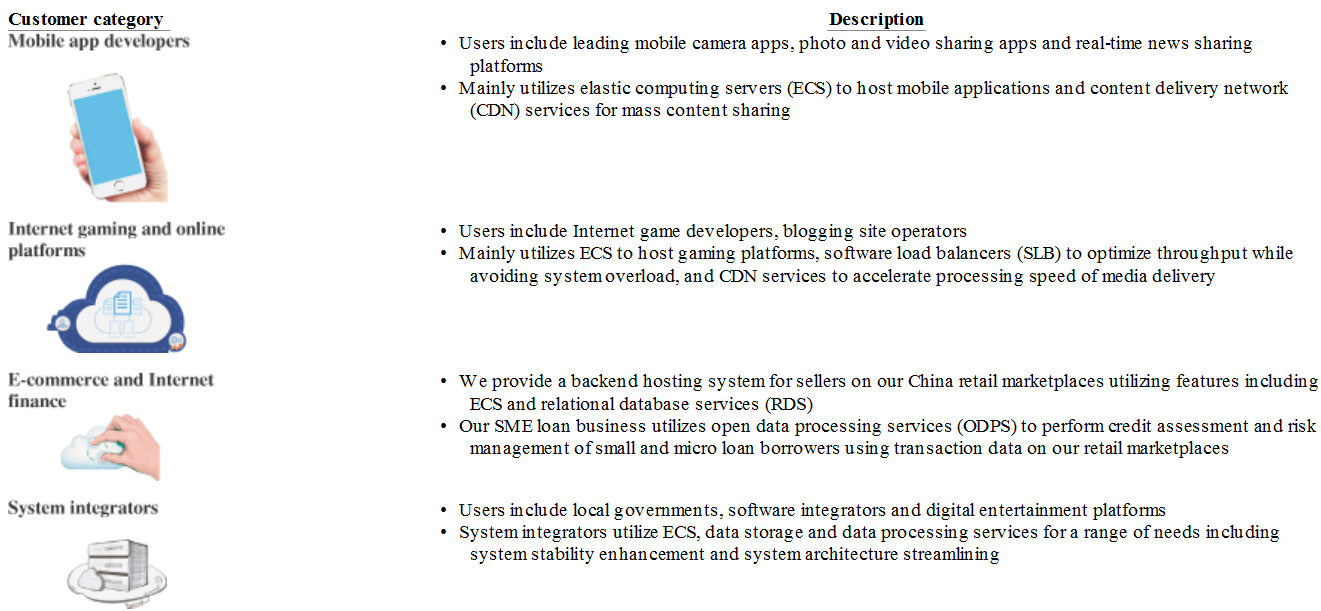 Customer category
Description
Mobile app developers
• Users include leading mobile camera apps, photo and video sharing apps and real-time news sharing
platforms
• Mainly utilizes elastic computing servers (ECS) to host mobile applications and content delivery network
(CDN) services for mass content sharing
Internet gaming and online
platforms
• Users include Internet game developers, blogging site operators
• Mainly utilizes ECS to host gaming platforms, software load balancers (SLB) to optimize throughput while
avoiding system overload, and CDN services to accelerate processing speed of media delivery
E-commerce and Internet
finance
• We provide a backend hosting system for sellers on our China retail marketplaces utilizing features including
ECS and relational database services (RDS)
• Our SME loan business utilizes open data processing services (ODPS) to perform credit assessment and risk
management of small and micro loan borrowers using transaction data on our retail marketplaces
System integrators
• Users include local governments, software integrators and digital entertainment platforms
• System integrators utilize ECS, data storage and data processing services for a range of needs including
system stability enhancement and system architecture streamlining